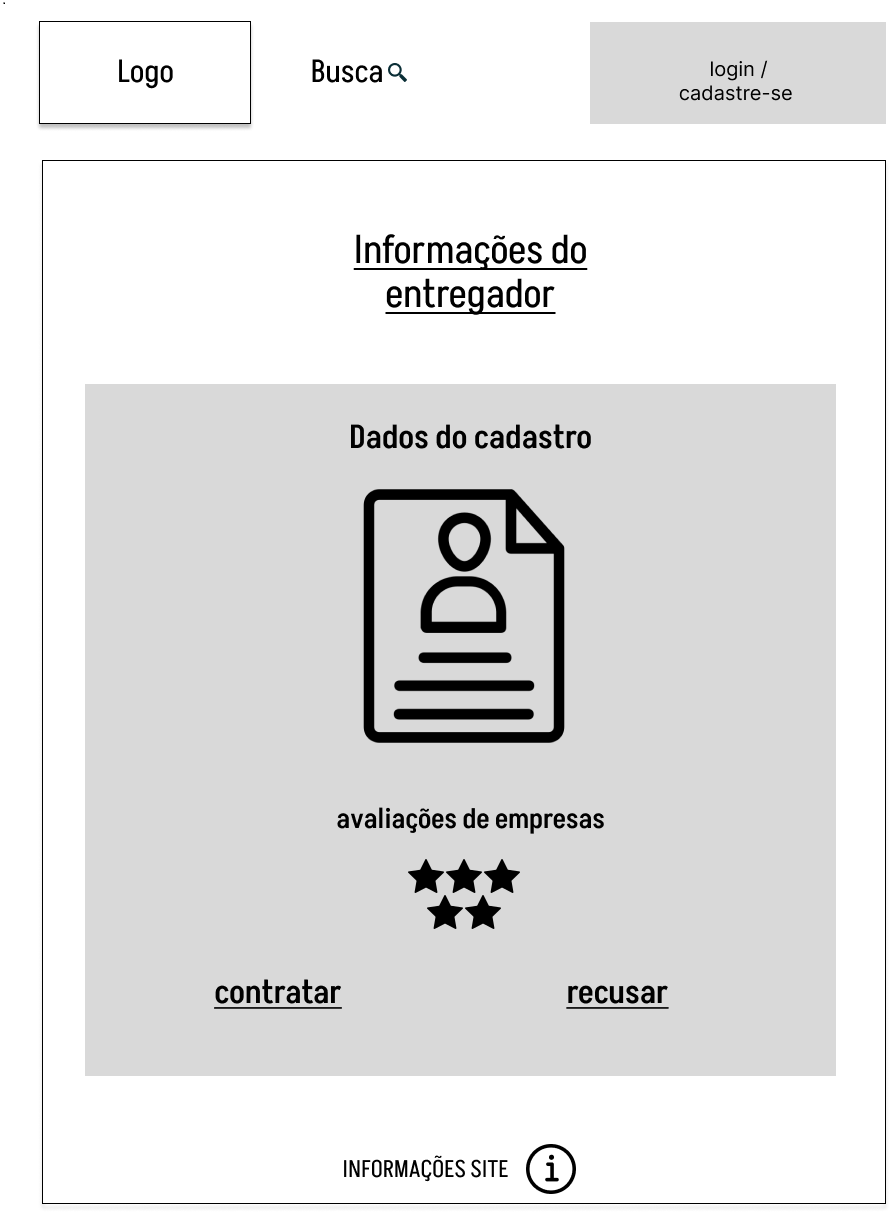 Logo
Busca
login /
cadastre-se
Informações do
entregador
Dados do cadastro
avaliações de empresas
contratar
recusar
INFORMAÇÕES SITE